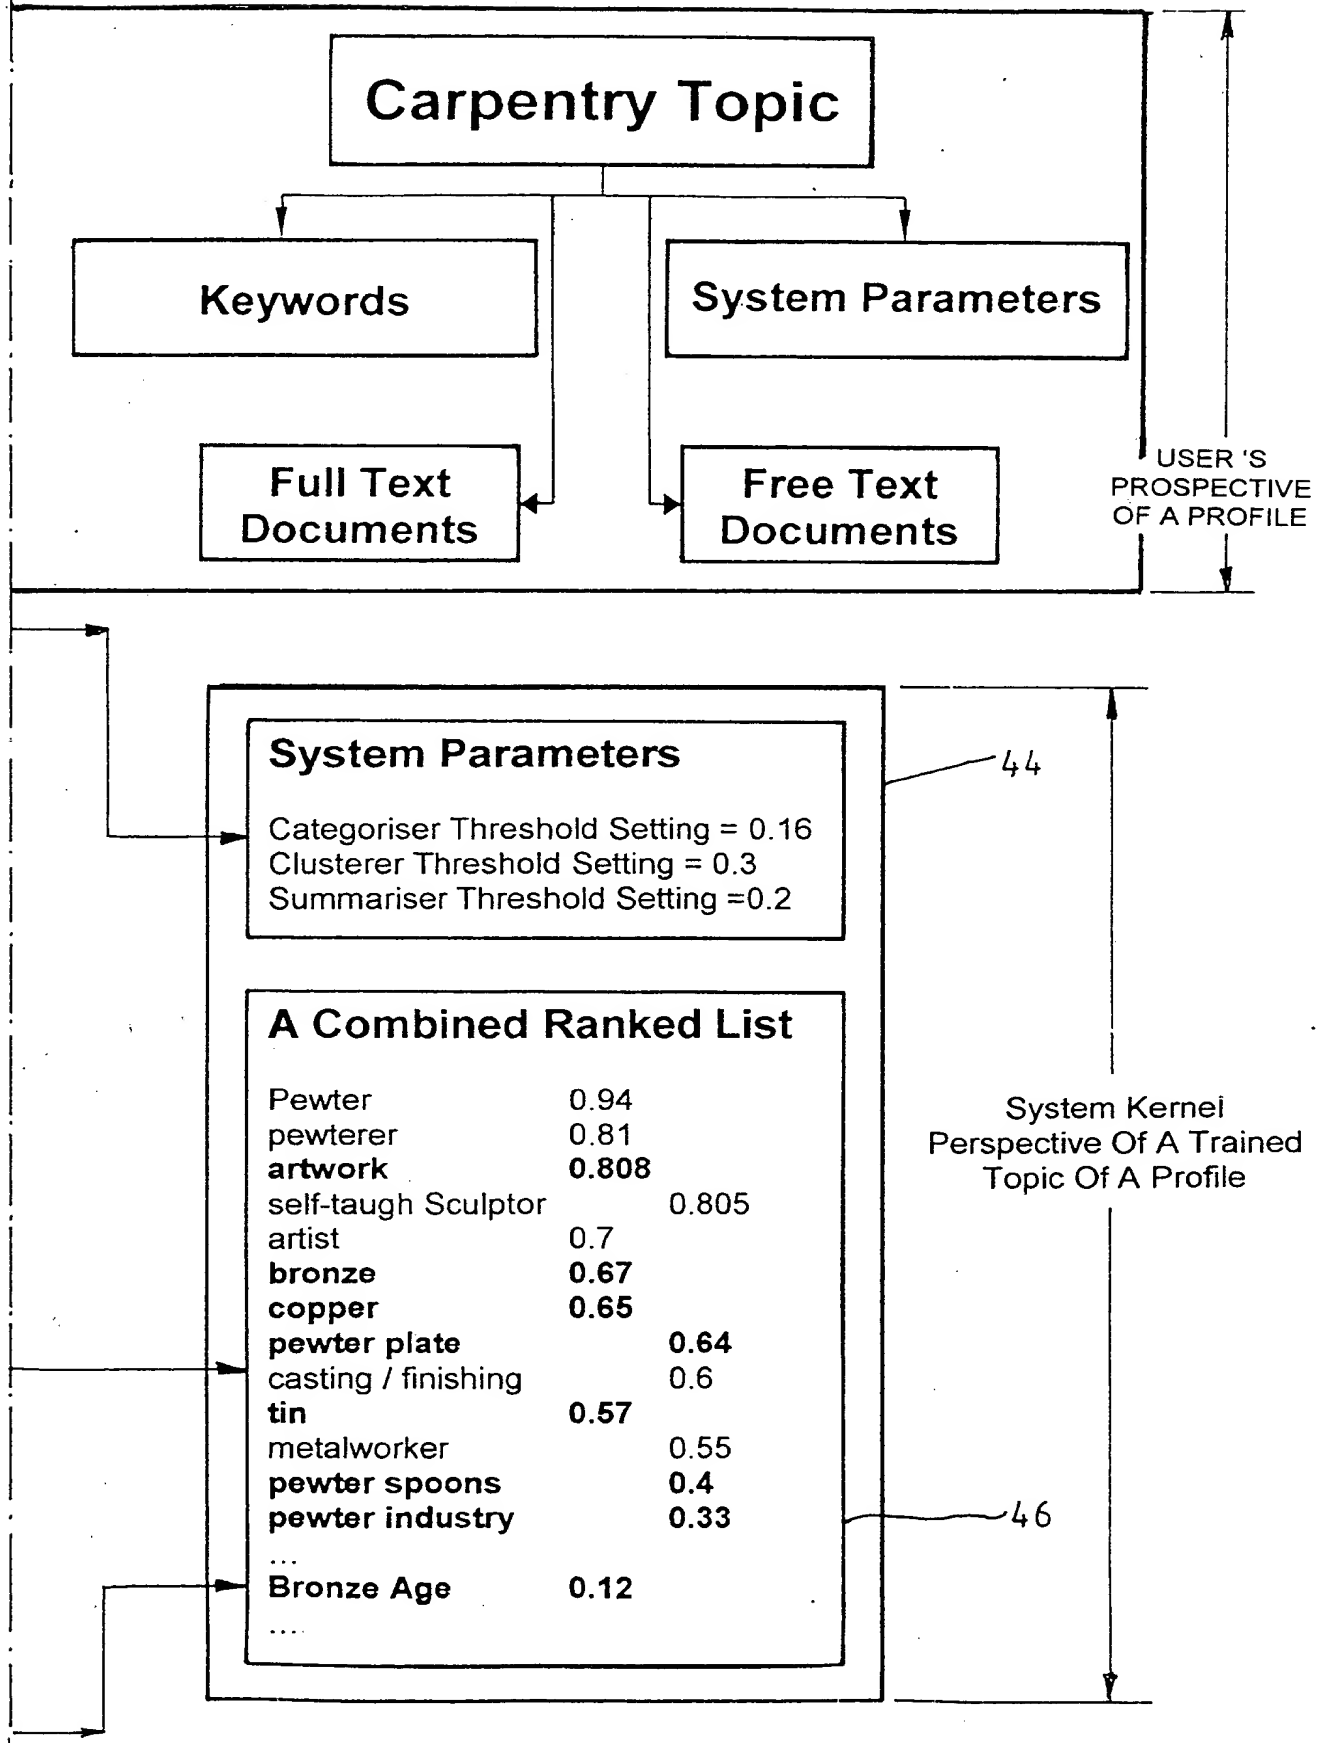 Carpentry Topic
Keywords
System Parameters
Full Text
Documents
Free Text
Documents
USER 'S
PROSPECTIVE
OF A PROFILE
System Parameters
44
Categoriser Threshold Setting = 0.16
Clusterer Threshold Setting = 0.3
Summariser Threshold Setting =0.2
A Combined Ranked List
Pewter 0.94
pewterer 0.81
artwork 0.808
self-taugh Sculptor 0.805
artist 0.7
bronze 0.67
copper 0.65
pewter plate 0.64
casting / finishing 0.6
tin 0.57
metalworker 0.55
pewter spoons 0.4
pewter industry 0.33
...
Bronze Age 0.12
....
46
System Kernel
Perspective Of A Trained
Topic Of A Profile